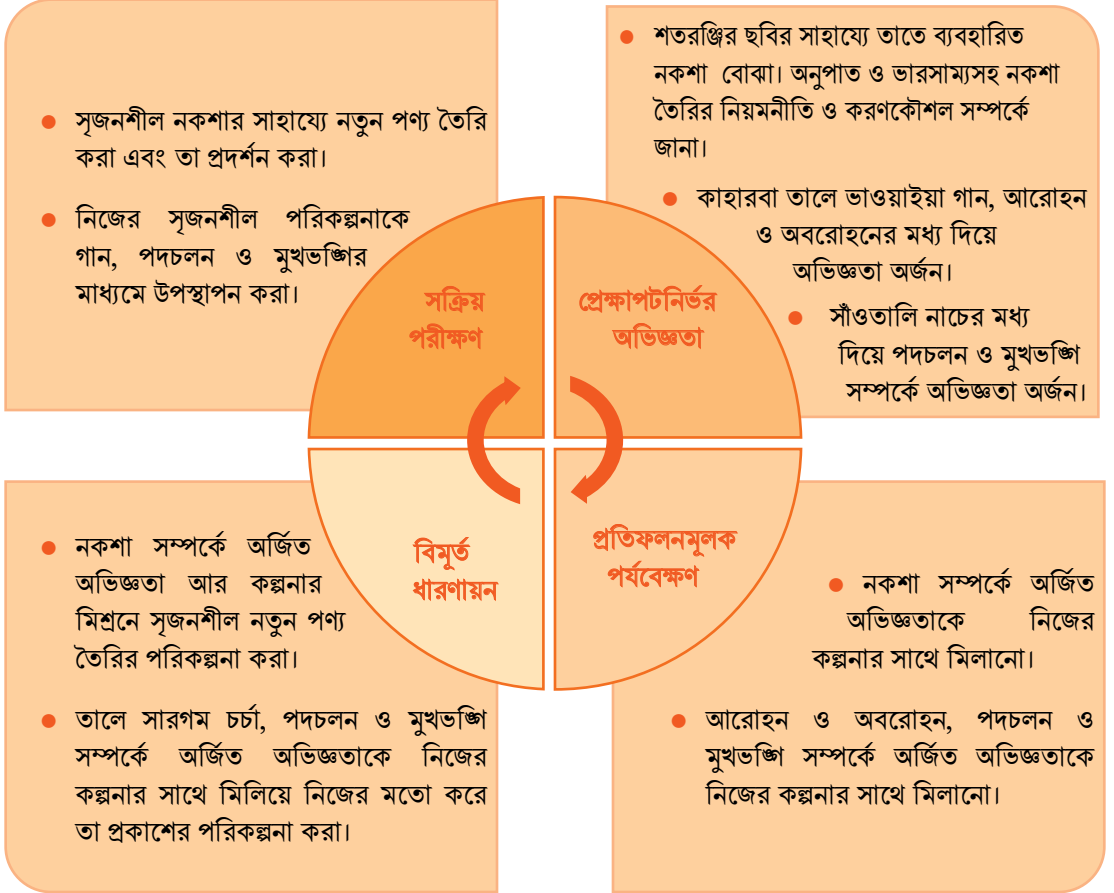 সৃজনশীল নকশার সাহায্যে নতুন পণ্য তৈরি
করা এবং তা প্রদর্শন করা।
নিজের সৃজনশীল পরিকল্পনাকে
গান, পদচলন ও মুখভঙ্গির
মাধ্যমে উপস্থাপন করা।
শতরঞ্জির ছবির সাহায্যে তাতে ব্যবহারিত
নকশা বোঝা। অনুপাত ও ভারসাম্যসহ নকশা
তৈরির নিয়মনীতি ও করণকৌশল সম্পর্কে
জানা।
কাহারবা তালে ভাওয়াইয়া গান, আরোহন
ও অবরোহনের মধ্য দিয়ে
অভিজ্ঞতা অর্জন।
সাঁওতালি নাচের মধ্য
দিয়ে পদচলন ও মুখভঙ্গি
সম্পর্কে অভিজ্ঞতা অর্জন।
সক্রিয়
পরীক্ষণ
প্রেক্ষাপটনির্ভর
অভিজ্ঞতা
বিমূর্ত
ধারণায়ন
প্রতিফলনমূলক
পর্যবেক্ষণ
নকশা সম্পর্কে অর্জিত
অভিজ্ঞতা আর কল্পনার
মিশ্রনে সৃজনশীল নতুন পণ্য
তৈরির পরিকল্পনা করা।
তালে সারগম চর্চা, পদচলন ও মুখভঙ্গি
সম্পর্কে অর্জিত অভিজ্ঞতাকে নিজের
কল্পনার সাথে মিলিয়ে নিজের মতো করে
তা প্রকাশের পরিকল্পনা করা।
নকশা সম্পর্কে অর্জিত
অভিজ্ঞতাকে নিজের
কল্পনার সাথে মিলানো।
আরোহন ও অবরোহন, পদচলন ও
মুখভঙ্গি সম্পর্কে অর্জিত অভিজ্ঞতাকে
নিজের কল্পনার সাথে মিলানো।